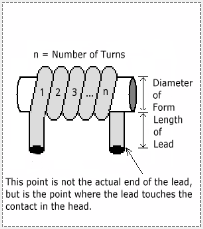 n = Number of Turns
1 2 3 ... n
Diameter
of
Form
Length
of
Lead
This point is not the actual end of the lead,
but is the point where the lead touches the
contact in the head.